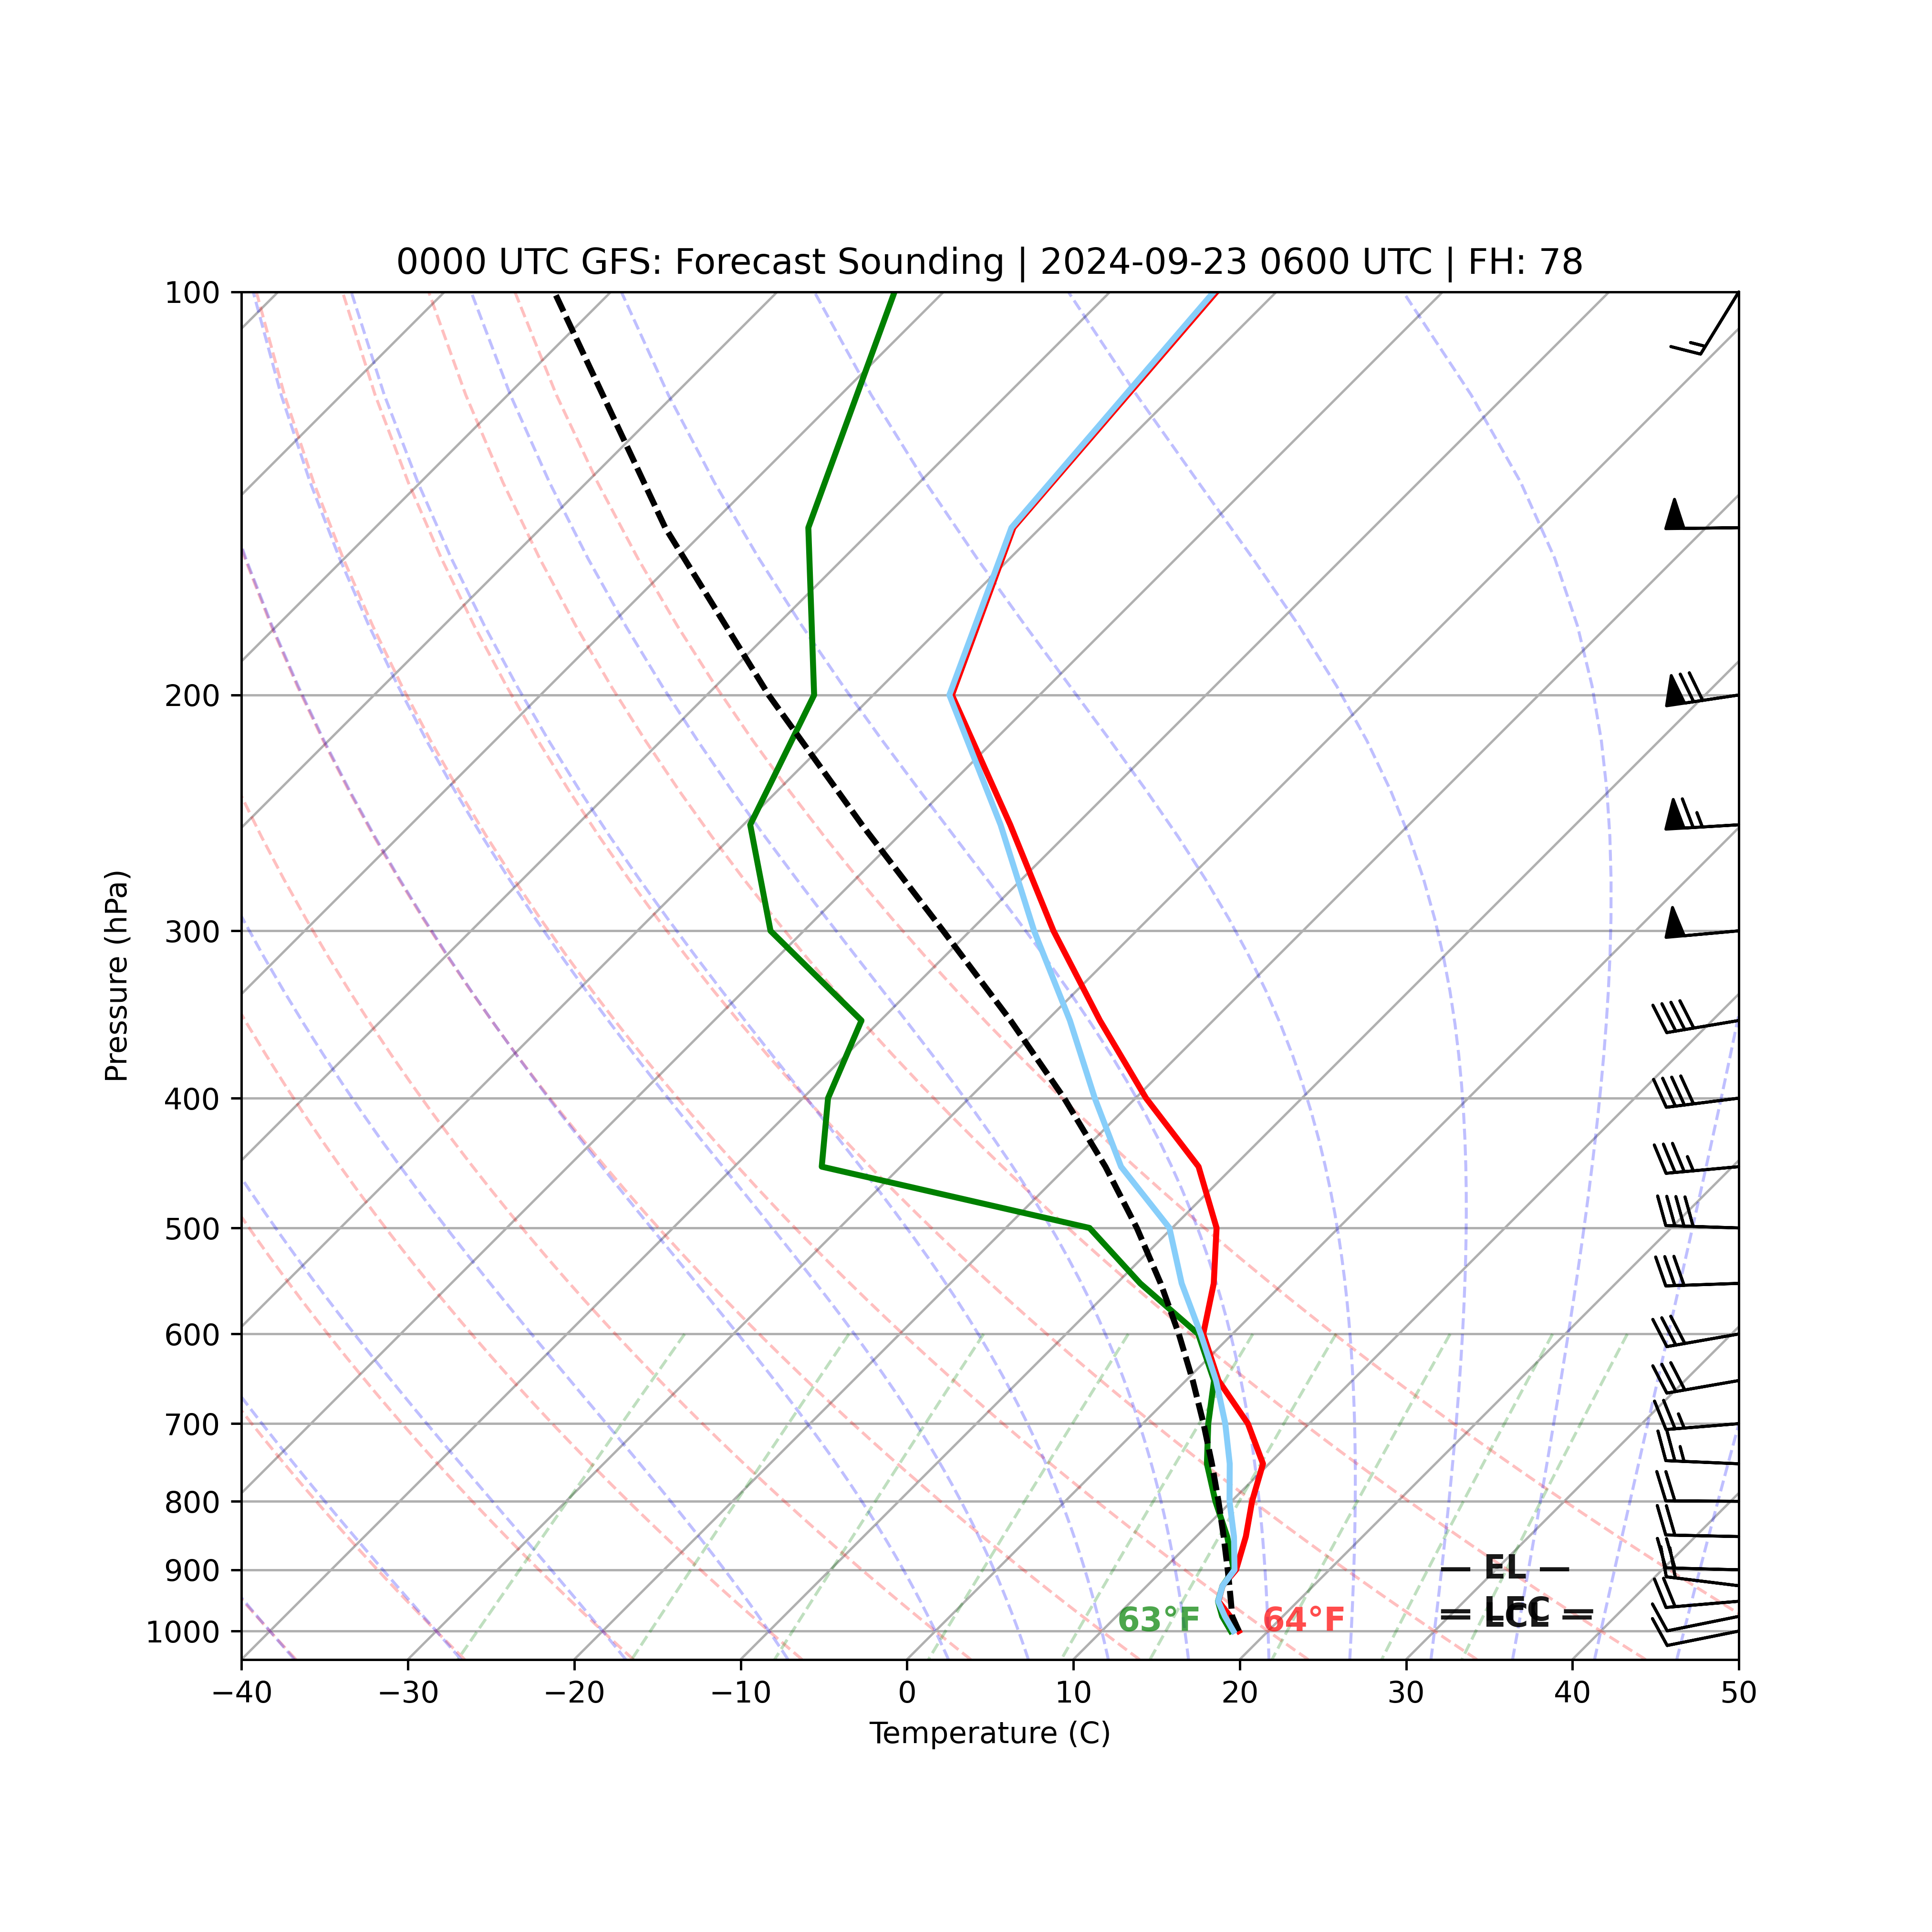 0000 UTC GFS: Forecast Sounding | 2024-09-23 0600 UTC | FH: 78
100
200
300
400
500
600
700
800
900
1000
Pressure (hPa)
— EL —
— LFC —
— LCL —
63°F
64°F
−40 −30 −20 −10 0 10 20 30 40 50
Temperature (C)